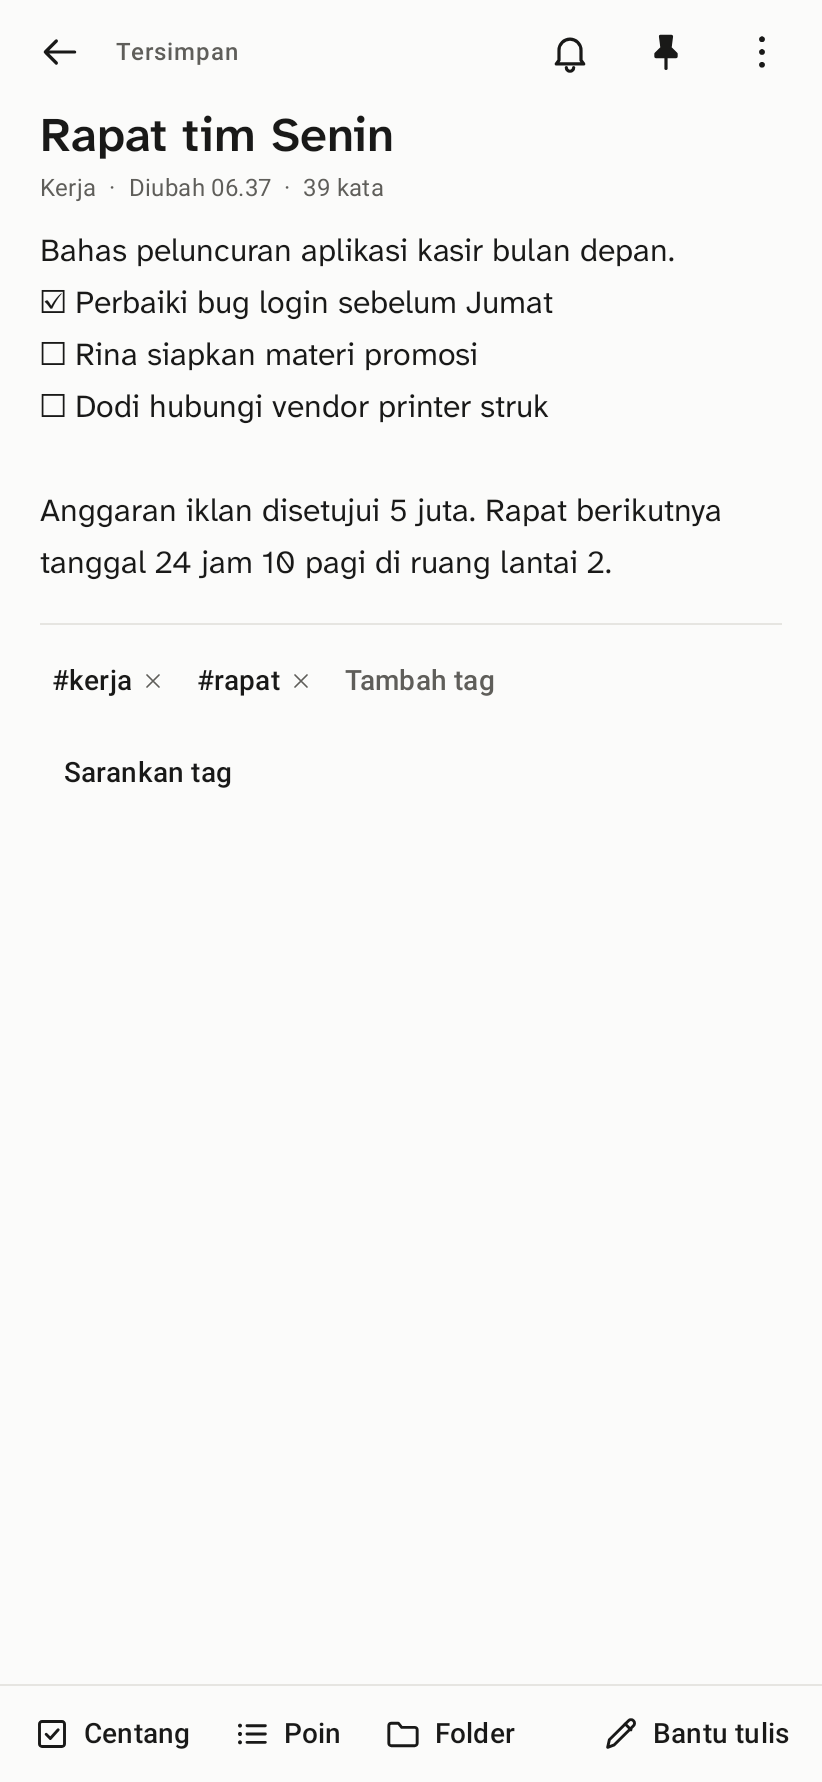 Tersimpan
Rapat tim Senin
Kerja · Diubah 06.37 · 39 kata
Bahas peluncuran aplikasi kasir bulan depan.
☑ Perbaiki bug login sebelum Jumat
☐ Rina siapkan materi promosi
☐ Dodi hubungi vendor printer struk
Anggaran iklan disetujui 5 juta. Rapat berikutnya
tanggal 24 jam 10 pagi di ruang lantai 2.
#kerja × #rapat × Tambah tag
Sarankan tag
Centang Poin Folder Bantu tulis